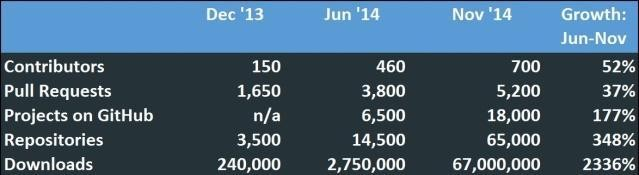 Dec '13 Jun '14 Nov '14 Growth:
Jun-Nov
Contributors 150 460 700 52%
Pull Requests 1,650 3,800 5,200 37%
Projects on GitHub n/a 6,500 18,000 177%
Repositories 3,500 14,500 65,000 348%
Downloads 240,000 2,750,000 67,000,000 2336%